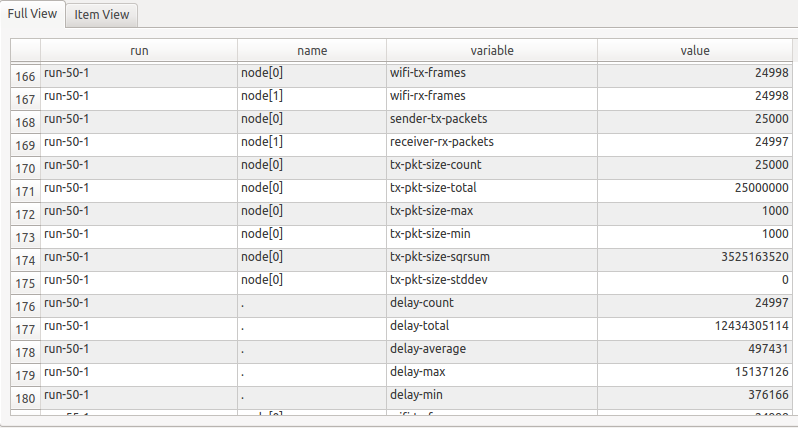 Full View Item View
run name variable value
166 run-50-1 node[0] wifi-tx-frames 24998
167 run-50-1 node[1] wifi-rx-frames 24998
168 run-50-1 node[0] sender-tx-packets 25000
169 run-50-1 node[1] receiver-rx-packets 24997
170 run-50-1 node[0] tx-pkt-size-count 25000
171 run-50-1 node[0] tx-pkt-size-total 25000000
172 run-50-1 node[0] tx-pkt-size-max 1000
173 run-50-1 node[0] tx-pkt-size-min 1000
174 run-50-1 node[0] tx-pkt-size-sqrsum 3525163520
175 run-50-1 node[0] tx-pkt-size-stddev 0
176 run-50-1 . delay-count 24997
177 run-50-1 . delay-total 12434305114
178 run-50-1 . delay-average 497431
179 run-50-1 . delay-max 15137126
180 run-50-1 . delay-min 376166